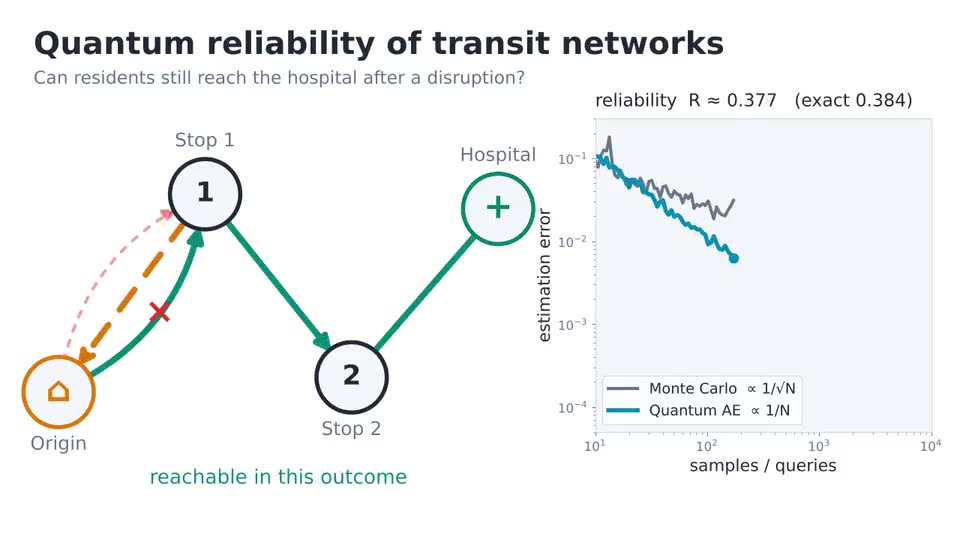 Quantum reliability of transit networks
Can residents still reach the hospital after a disruption?
Stop 1
1
Hospital
+
2
Stop 2
Origin
reachable in this outcome
reliability R ≈ 0.377 (exact 0.384)
estimation error
10⁻¹
10⁻²
10⁻³
10⁻⁴
Monte Carlo ∝ 1/√N
Quantum AE ∝ 1/N
10¹ 10² 10³ 10⁴
samples / queries